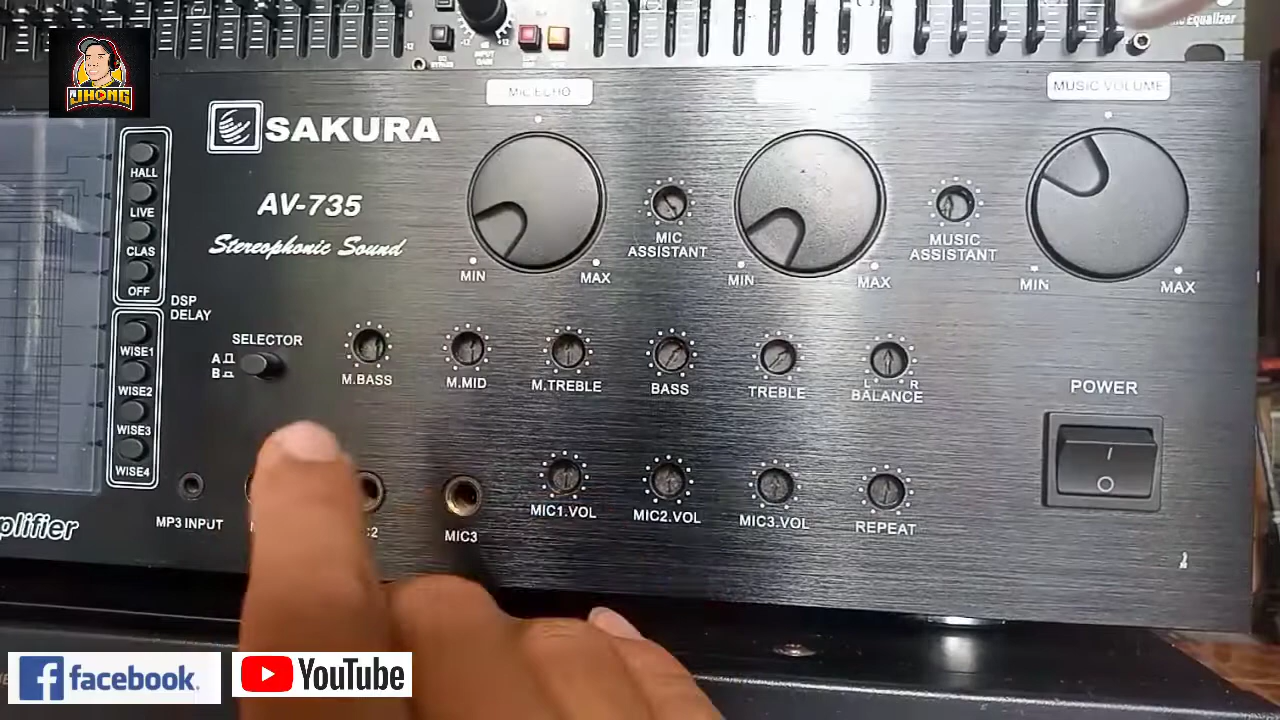 JHONG
Equalizer
MIC ECHO
MUSIC VOLUME
SAKURA
AV-735
Stereophonic Sound
HALL
LIVE
CLAS
OFF
DSP
DELAY
WISE1
WISE2
WISE3
WISE4
MIN
MAX
MIC
ASSISTANT
MIN
MAX
MUSIC
ASSISTANT
MIN
MAX
SELECTOR
A
B
M.BASS
M.MID
M.TREBLE
BASS
TREBLE
L R
BALANCE
POWER
MP3 INPUT
MIC3
MIC1.VOL
MIC2.VOL
MIC3.VOL
REPEAT
plifier
facebook.
YouTube